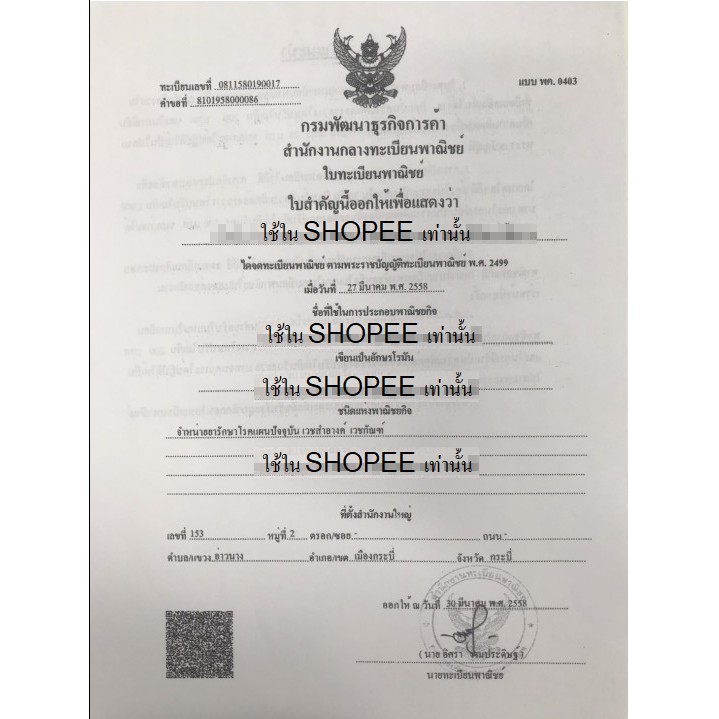 ทะเบียนเลขที่ 0811580190017
แบบ พค. 0403
คำขอที่ 8101958000086
กรมพัฒนาธุรกิจการค้า
สำนักงานกลางทะเบียนพาณิชย์
ใบทะเบียนพาณิชย์
ใบสำคัญนี้ออกให้เพื่อแสดงว่า
ใช้ใน SHOPEE เท่านั้น
ได้จดทะเบียนพาณิชย์ ตามพระราชบัญญัติทะเบียนพาณิชย์ พ.ศ. 2499
เมื่อวันที่ 27 มีนาคม พ.ศ. 2558
ชื่อที่ใช้ในการประกอบพาณิชยกิจ
ใช้ใน SHOPEE เท่านั้น
เขียนเป็นอักษรโรมัน
ใช้ใน SHOPEE เท่านั้น
ชนิดแห่งพาณิชยกิจ
จำหน่ายยารักษาโรคแผนปัจจุบัน เวชสำอางค์ เวชภัณฑ์
ใช้ใน SHOPEE เท่านั้น
ที่ตั้งสำนักงานใหญ่
เลขที่ 153 หมู่ที่ 2 ตรอก/ซอย - ถนน -
ตำบล/แขวง อ่าวนาง อำเภอ/เขต เมืองกระบี่ จังหวัด กระบี่
ออกให้ ณ วันที่ 30 มีนาคม พ.ศ. 2558
(นาย อิศรา
นายทะเบียนพาณิชย์